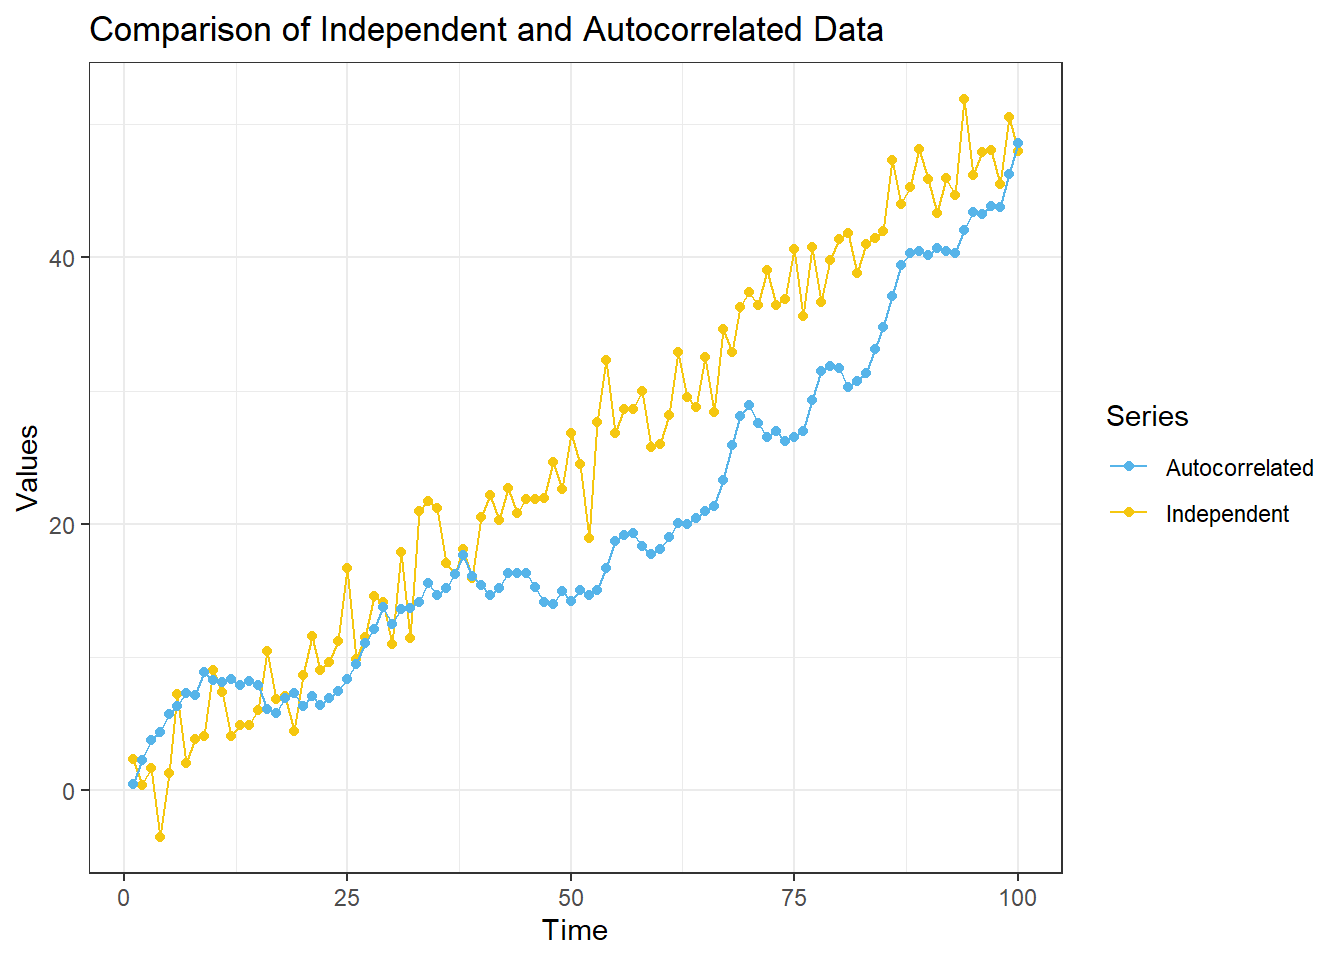 Comparison of Independent and Autocorrelated Data
Values
40
20
0
0 25 50 75 100
Time
Series
Autocorrelated
Independent